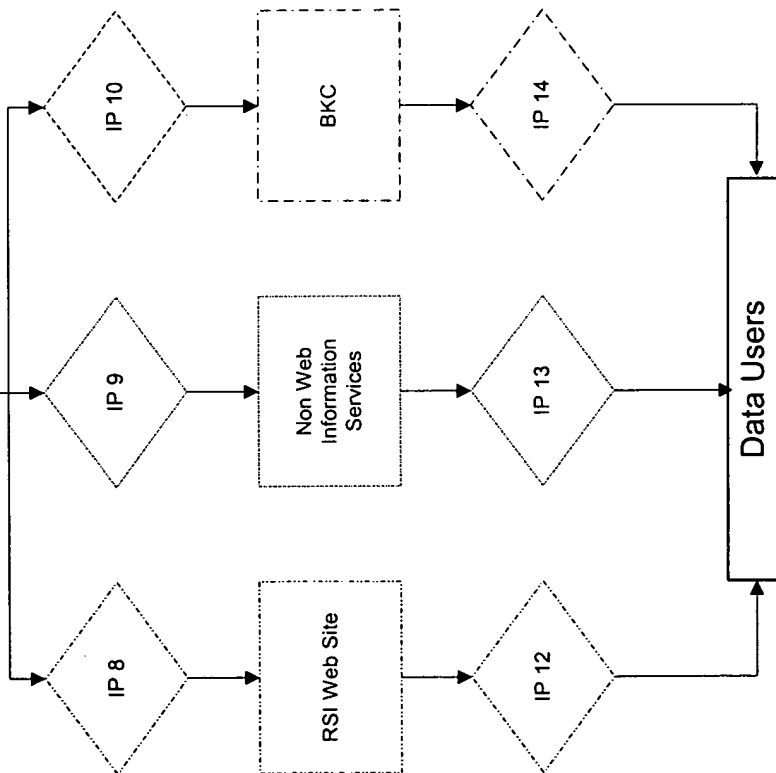 IP 8
IP 9
IP 10
RSI Web Site
Non Web
Information
Services
BKC
IP 12
IP 13
IP 14
Data Users